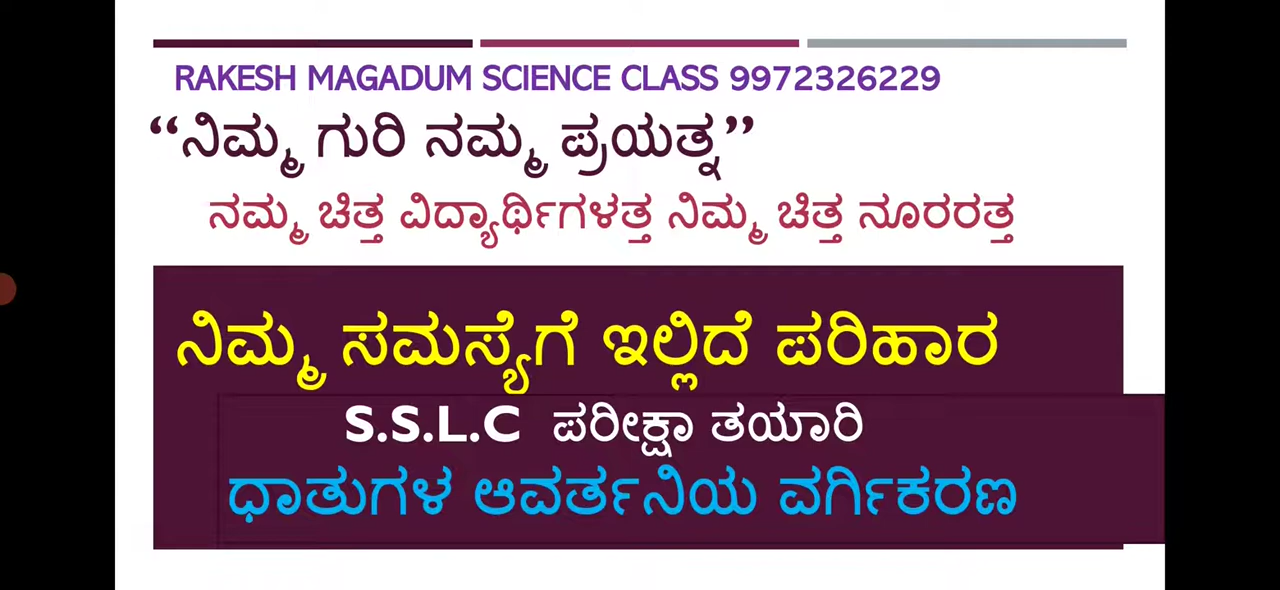 RAKESH MAGADUM SCIENCE CLASS 9972326229
“ನಿಮ್ಮ ಗುರಿ ನಮ್ಮ ಪ್ರಯತ್ನ”
ನಮ್ಮ ಚಿತ್ತ ವಿದ್ಯಾರ್ಥಿಗಳತ್ತ ನಿಮ್ಮ ಚಿತ್ತ ನೂರರತ್ತ
ನಿಮ್ಮ ಸಮಸ್ಯೆಗೆ ಇಲ್ಲಿದೆ ಪರಿಹಾರ
S.S.L.C ಪರೀಕ್ಷಾ ತಯಾರಿ
ಧಾತುಗಳ ಆವರ್ತನಿಯ ವರ್ಗಿಕರಣ